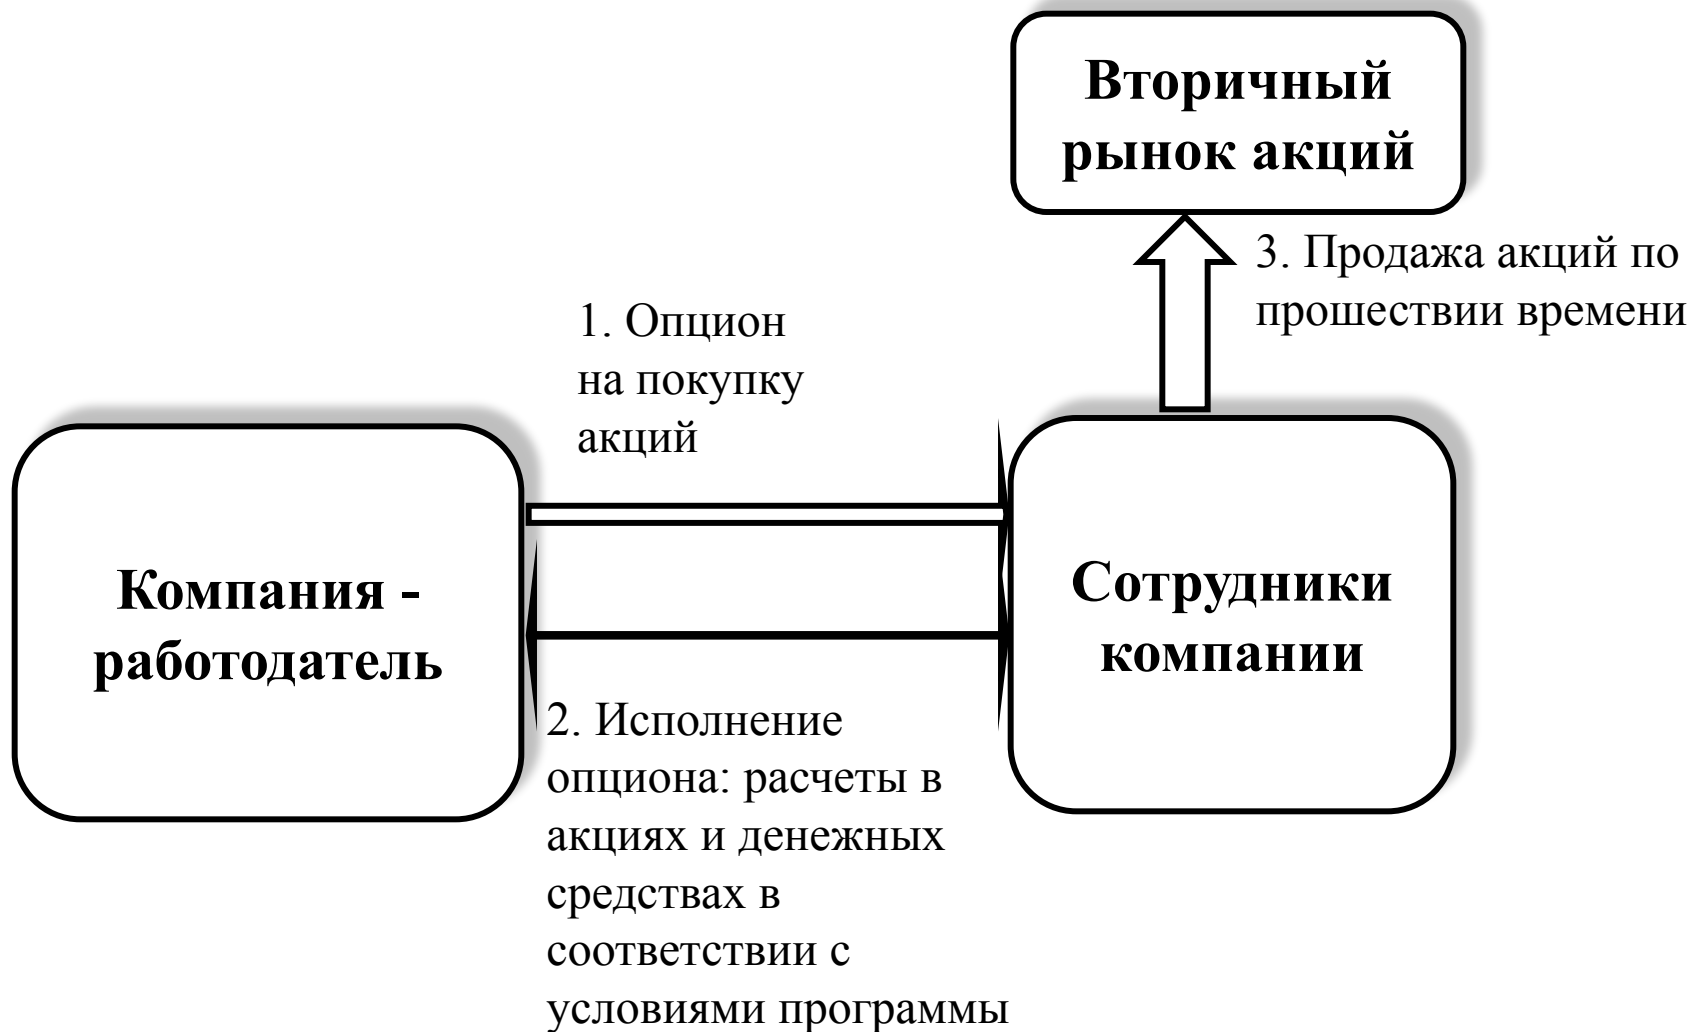 Вторичный
рынок акций
3. Продажа акций по
прошествии времени
1. Опцион
на покупку
акций
Компания -
работодатель
Сотрудники
компании
2. Исполнение
опциона: расчеты в
акциях и денежных
средствах в
соответствии с
условиями программы